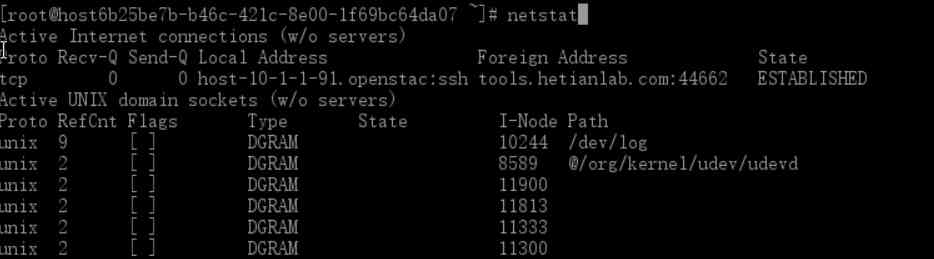 [root@host6b25be7b-b46c-421c-8e00-1f69bc64da07 ~]# netstat
Active Internet connections (w/o servers)
Proto Recv-Q Send-Q Local Address               Foreign Address             State
tcp        0      0 host-10-1-1-91.openstac:ssh tools.hetianlab.com:44662   ESTABLISHED
Active UNIX domain sockets (w/o servers)
Proto RefCnt Flags       Type       State         I-Node Path
unix  9      [ ]         DGRAM                    10244  /dev/log
unix  2      [ ]         DGRAM                    8589   @/org/kernel/udev/udevd
unix  2      [ ]         DGRAM                    11900
unix  2      [ ]         DGRAM                    11813
unix  2      [ ]         DGRAM                    11333
unix  2      [ ]         DGRAM                    11300